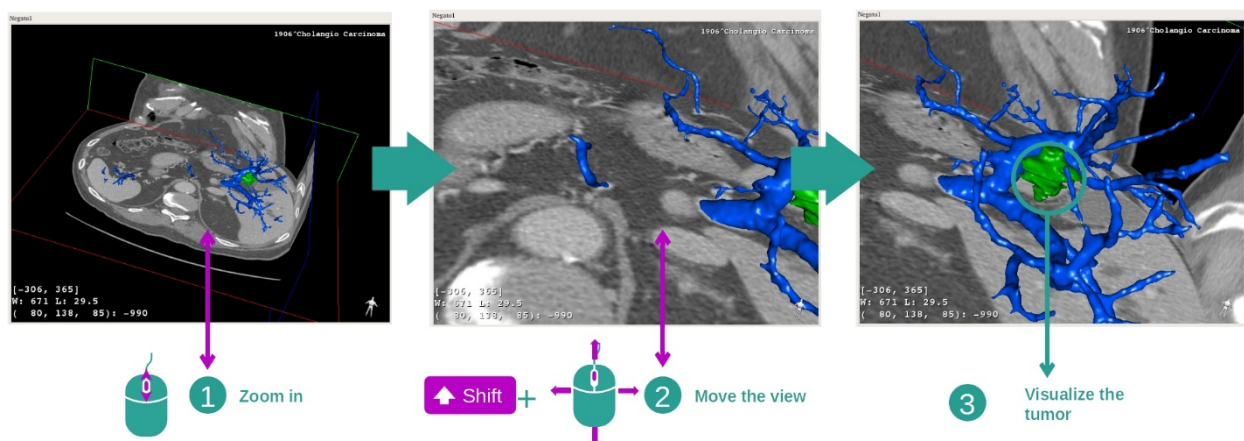 Negato1
1906^Cholangio Carcinoma
[-306, 365]
W: 671 L: 29.5
( 80, 138, 85): -990
Negato1
1906^Cholangio Carcinoma
[-306, 365]
W: 671 L: 29.5
( 80, 138, 85): -990
Negato1
1906^Cholangio Carcinoma
[-306, 365]
W: 671 L: 29.5
( 80, 138, 85): -990
1 Zoom in
Shift + 2 Move the view
3 Visualize the
tumor